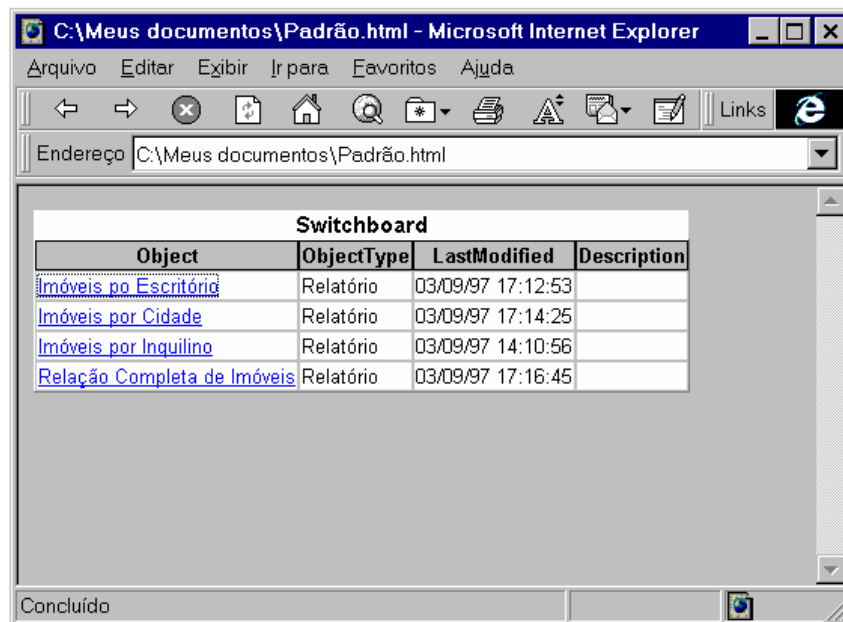 C:\Meus documentos\Padrão.html - Microsoft Internet Explorer
Arquivo Editar Exibir Ir para Favoritos Ajuda
Links
Endereço C:\Meus documentos\Padrão.html
Switchboard
Object ObjectType LastModified Description
Imóveis po Escritório Relatório 03/09/97 17:12:53
Imóveis por Cidade Relatório 03/09/97 17:14:25
Imóveis por Inquilino Relatório 03/09/97 14:10:56
Relação Completa de Imóveis Relatório 03/09/97 17:16:45
Concluído